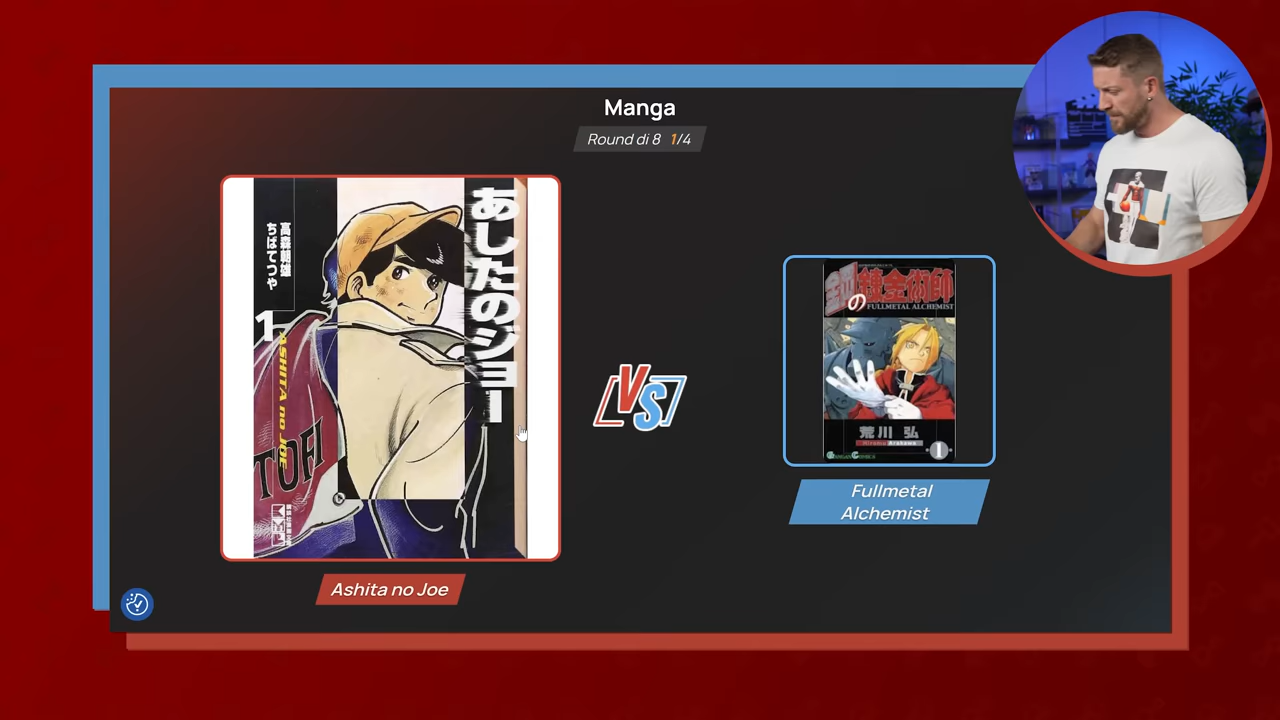 Manga
Round di 8 1/4
あしたのジョー
高森朝雄
ちばてつや
1
ASHITA NO JOE
VS
鋼の錬金術師
FULLMETAL ALCHEMIST
荒川 弘
Hiromu Arakawa
1
Ashita no Joe
Fullmetal
Alchemist